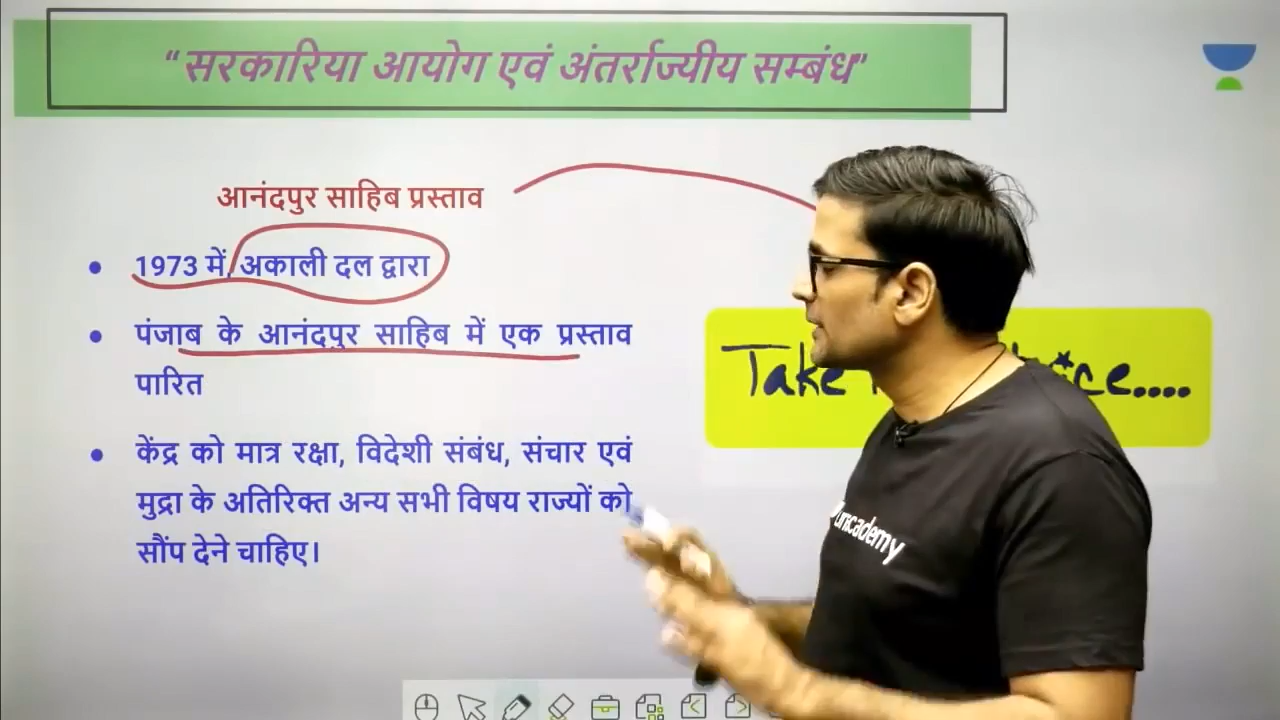 “सरकारिया आयोग एवं अंतर्राज्यीय सम्बंध”
आनंदपुर साहिब प्रस्ताव
• 1973 में, अकाली दल द्वारा
• पंजाब के आनंदपुर साहिब में एक प्रस्ताव
पारित
• केंद्र को मात्र रक्षा, विदेशी संबंध, संचार एवं
मुद्रा के अतिरिक्त अन्य सभी विषय राज्यों को
सौंप देने चाहिए।
Take
unacademy